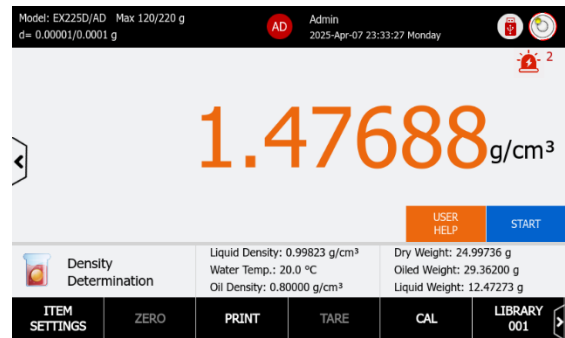 Model: EX225D/AD Max 120/220 g
d= 0.00001/0.0001 g
AD
Admin
2025-Apr-07 23:33:27 Monday
2
1.47688 g/cm³
USER
HELP
START
Density
Determination
Liquid Density: 0.99823 g/cm³
Water Temp.: 20.0 °C
Oil Density: 0.80000 g/cm³
Dry Weight: 24.99736 g
Oiled Weight: 29.36200 g
Liquid Weight: 12.47273 g
ITEM
SETTINGS
ZERO
PRINT
TARE
CAL
LIBRARY
001